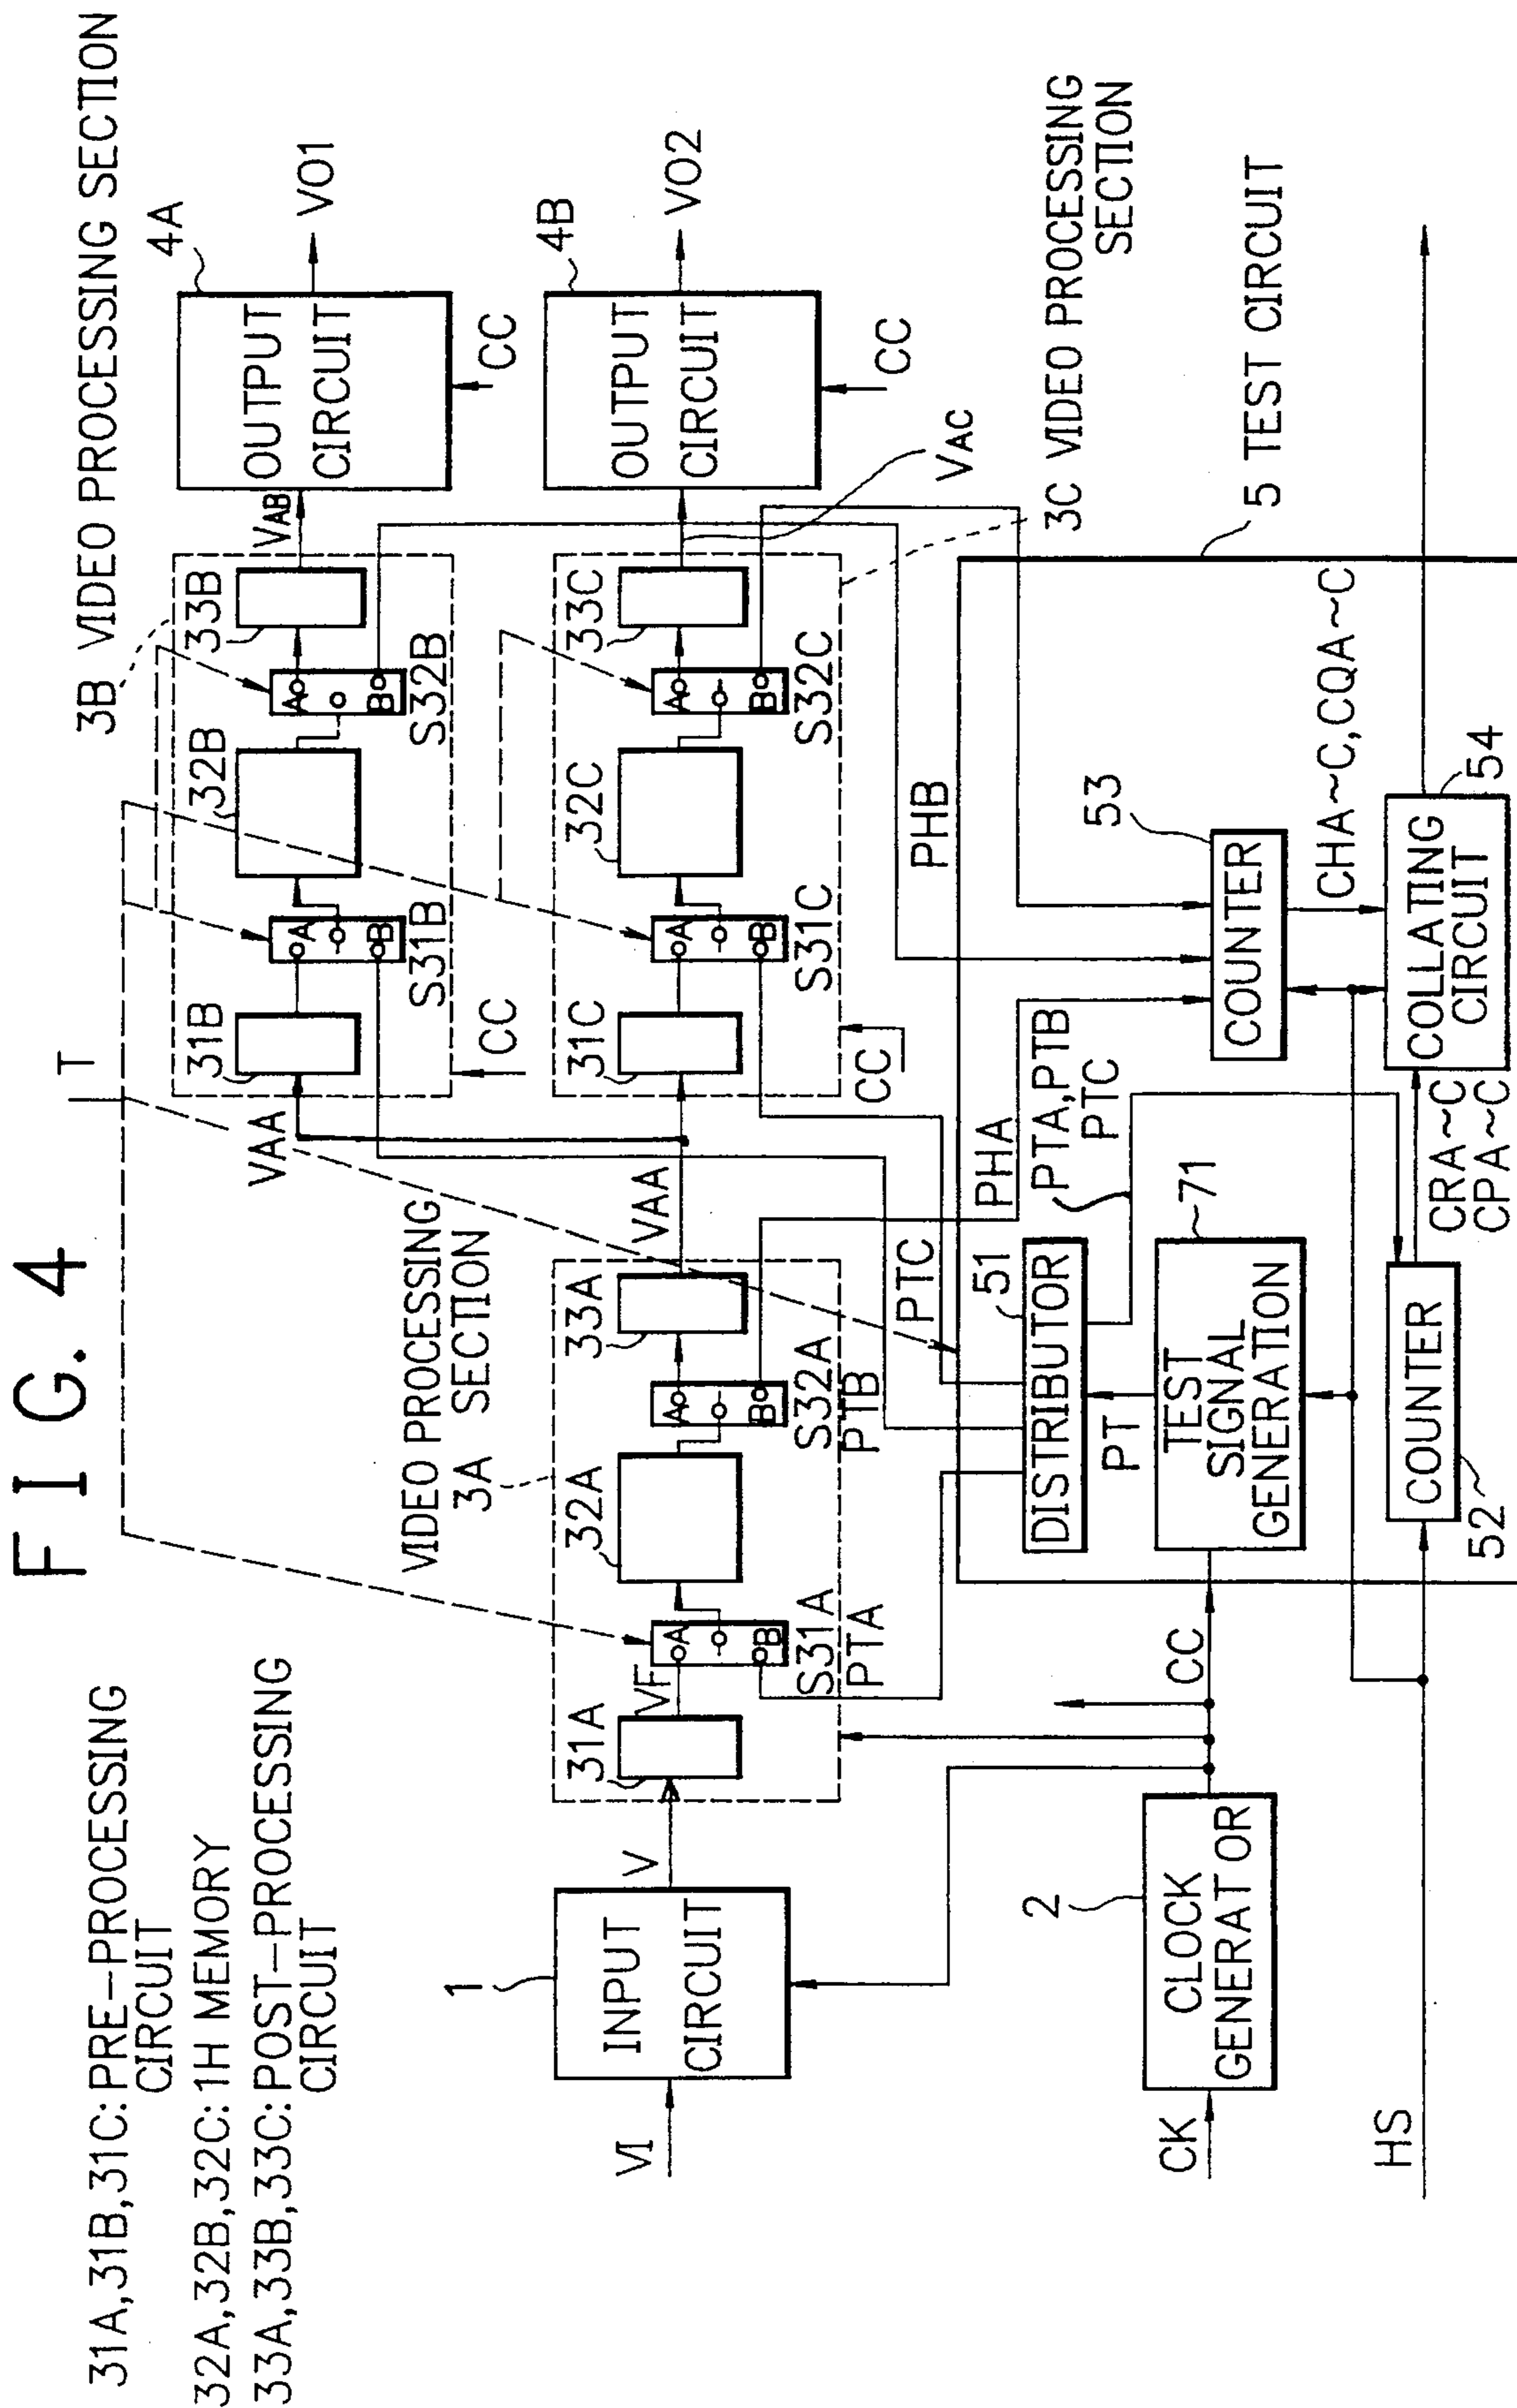 F I G. 4
31A,31B,31C:PRE-PROCESSING
CIRCUIT
32A,32B,32C:1H MEMORY
33A,33B,33C:POST-PROCESSING
CIRCUIT
T
3B VIDEO PROCESSING SECTION
31B
S31B
A
B
32B
S32B
A
B
33B
VAB
CC
4A
OUTPUT
CIRCUIT
VO1
CC
VAA
VAA
VI
1
INPUT
CIRCUIT
V
VIDEO PROCESSING
3A SECTION
31A
VF
A
B
S31A
PTA
32A
A
B
S32A
PTB
33A
31C
A
B
S31C
32C
A
B
S32C
33C
CC
VAC
4B
OUTPUT
CIRCUIT
VO2
CC
3C VIDEO PROCESSING
SECTION
PTC
PHA
PHB
5 TEST CIRCUIT
51
DISTRIBUTOR
PTA,PTB
PTC
PT
71
TEST
SIGNAL
GENERATION
53
COUNTER
CHA~C,CQA~C
CK
2
CLOCK
GENERATOR
CC
HS
52
COUNTER
CRA~C
CPA~C
COLLATING
CIRCUIT
54